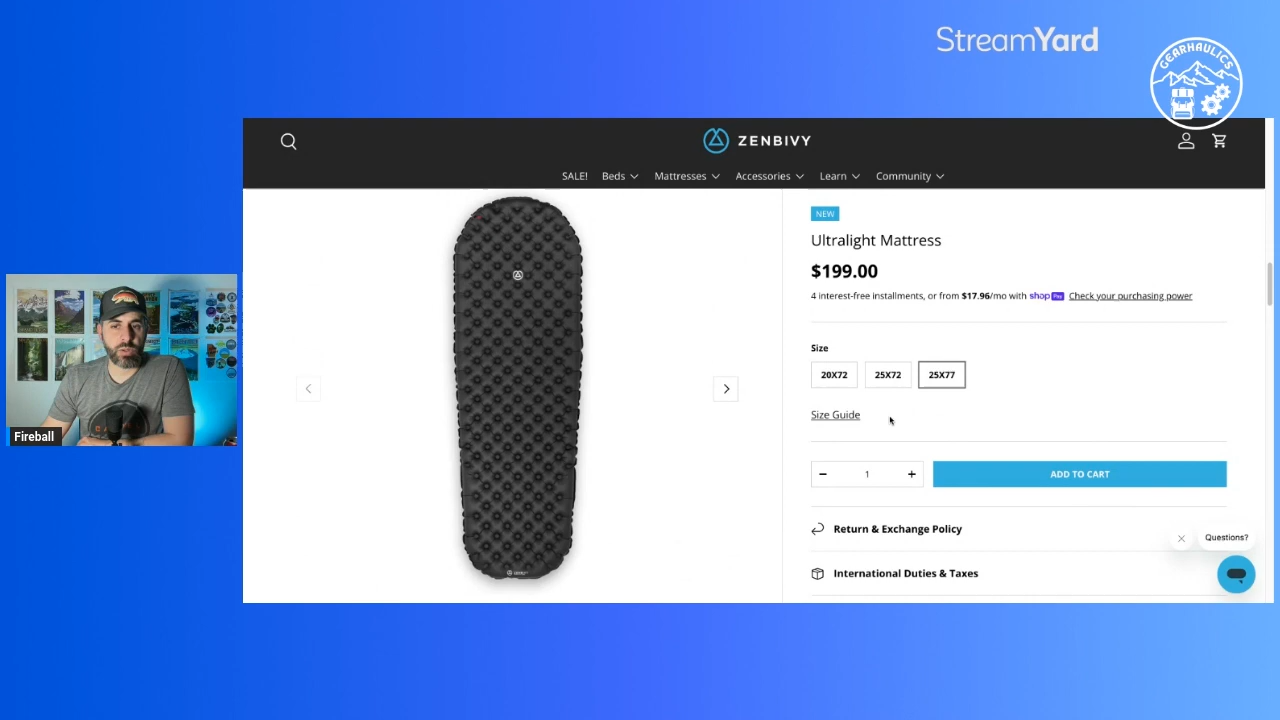 StreamYard
GEARHAULICS
ZENBIVY
SALE! Beds Mattresses Accessories Learn Community
NEW
Ultralight Mattress
$199.00
4 interest-free installments, or from $17.96/mo with shop Pay Check your purchasing power
Size
20X72 25X72 25X77
Size Guide
− 1 + ADD TO CART
Return & Exchange Policy
Questions?
International Duties & Taxes
Fireball